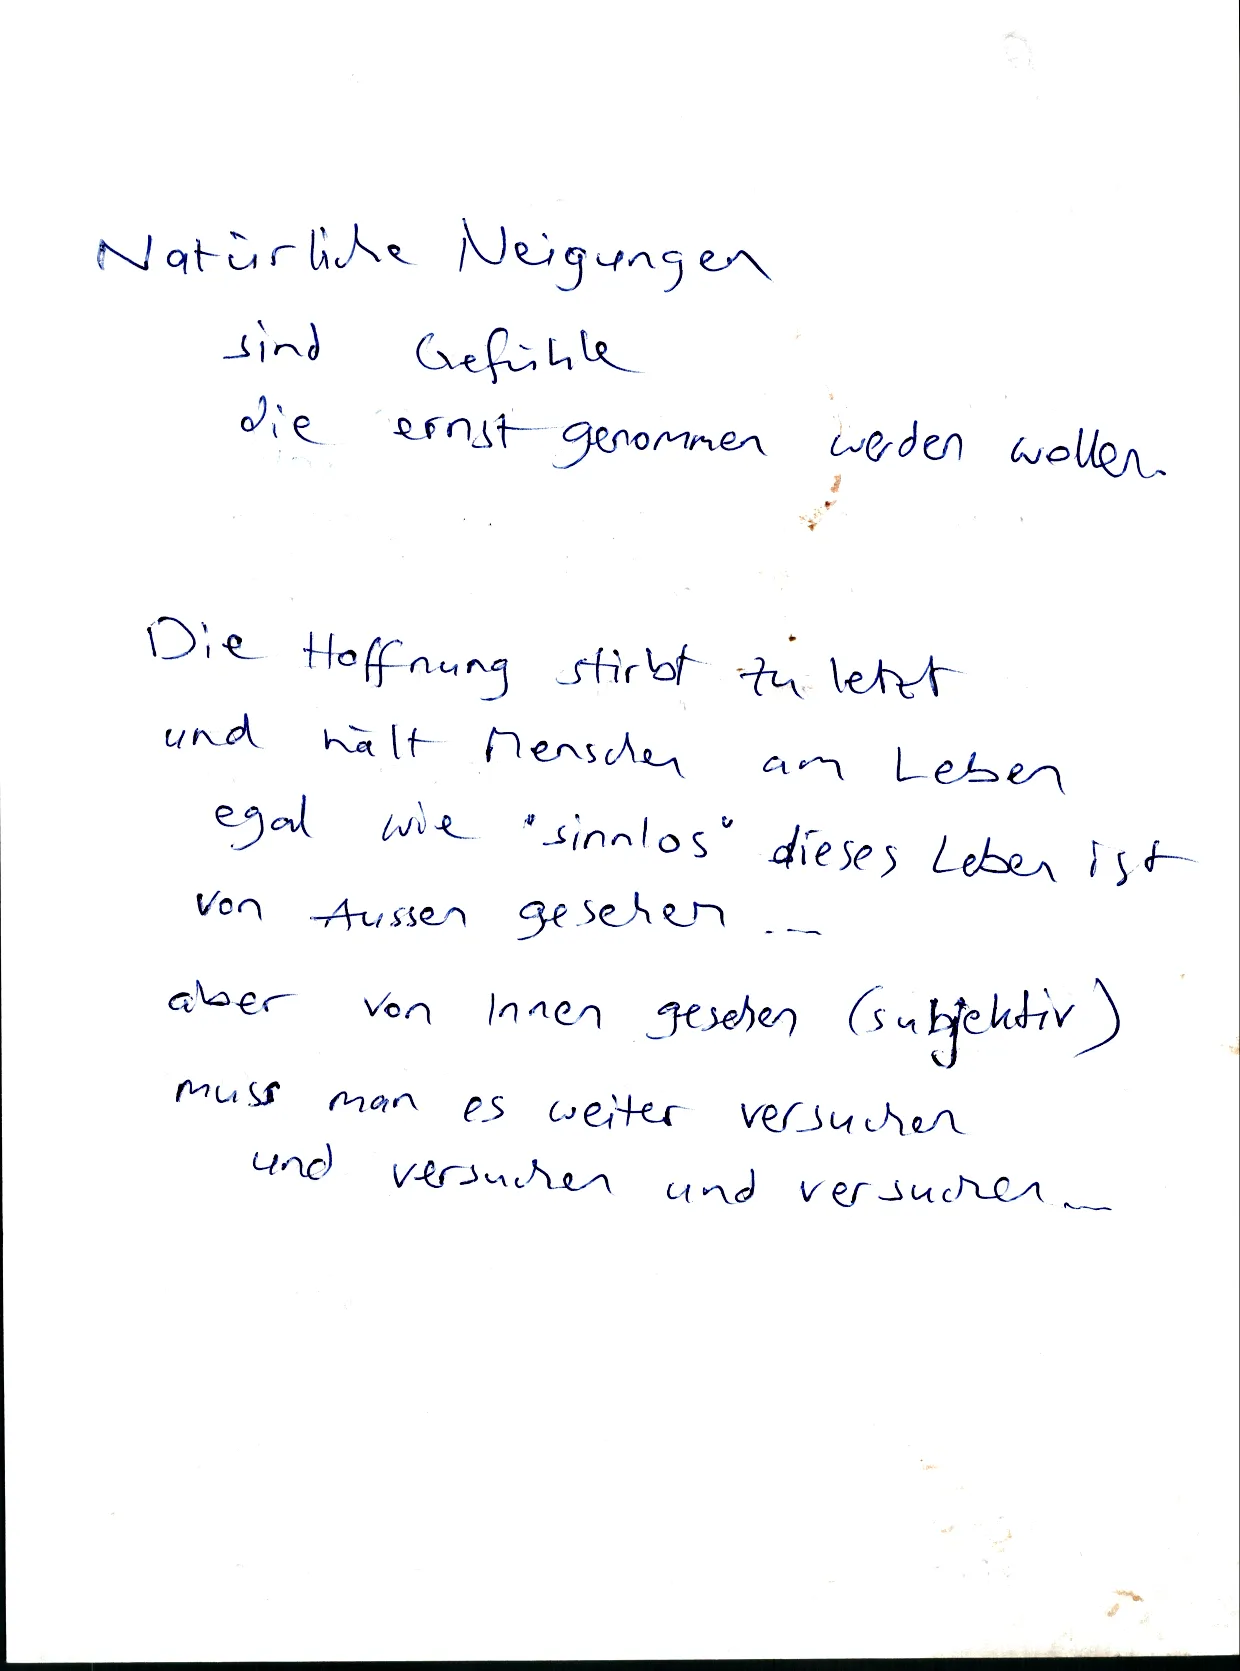 Natürliche Neigungen
sind Gefühle
die ernst genommen werden wollen.
Die Hoffnung stirbt zu letzt
und hält Menschen am Leben
egal wie "sinnlos" dieses Leben ist
von Aussen gesehen ...
aber von Innen gesehen (subjektiv)
muss man es weiter versuchen
und versuchen und versuchen...